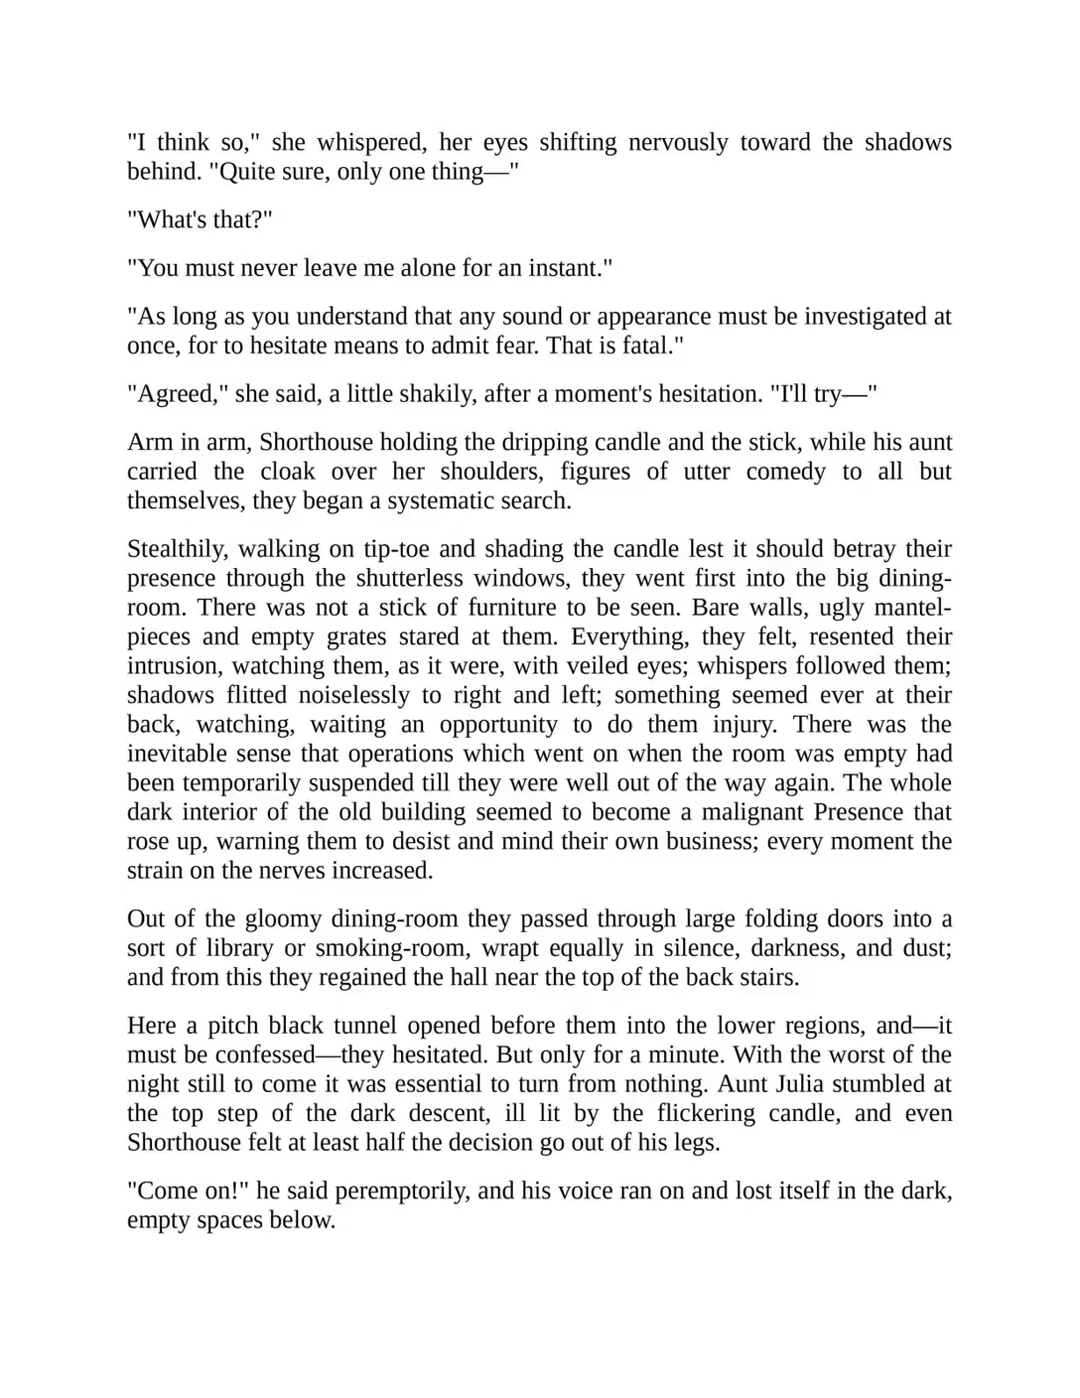 "I think so," she whispered, her eyes shifting nervously toward the shadows
behind. "Quite sure, only one thing—"
"What's that?"
"You must never leave me alone for an instant."
"As long as you understand that any sound or appearance must be investigated at
once, for to hesitate means to admit fear. That is fatal."
"Agreed," she said, a little shakily, after a moment's hesitation. "I'll try—"
Arm in arm, Shorthouse holding the dripping candle and the stick, while his aunt
carried the cloak over her shoulders, figures of utter comedy to all but
themselves, they began a systematic search.
Stealthily, walking on tip-toe and shading the candle lest it should betray their
presence through the shutterless windows, they went first into the big dining-
room. There was not a stick of furniture to be seen. Bare walls, ugly mantel-
pieces and empty grates stared at them. Everything, they felt, resented their
intrusion, watching them, as it were, with veiled eyes; whispers followed them;
shadows flitted noiselessly to right and left; something seemed ever at their
back, watching, waiting an opportunity to do them injury. There was the
inevitable sense that operations which went on when the room was empty had
been temporarily suspended till they were well out of the way again. The whole
dark interior of the old building seemed to become a malignant Presence that
rose up, warning them to desist and mind their own business; every moment the
strain on the nerves increased.
Out of the gloomy dining-room they passed through large folding doors into a
sort of library or smoking-room, wrapt equally in silence, darkness, and dust;
and from this they regained the hall near the top of the back stairs.
Here a pitch black tunnel opened before them into the lower regions, and—it
must be confessed—they hesitated. But only for a minute. With the worst of the
night still to come it was essential to turn from nothing. Aunt Julia stumbled at
the top step of the dark descent, ill lit by the flickering candle, and even
Shorthouse felt at least half the decision go out of his legs.
"Come on!" he said peremptorily, and his voice ran on and lost itself in the dark,
empty spaces below.